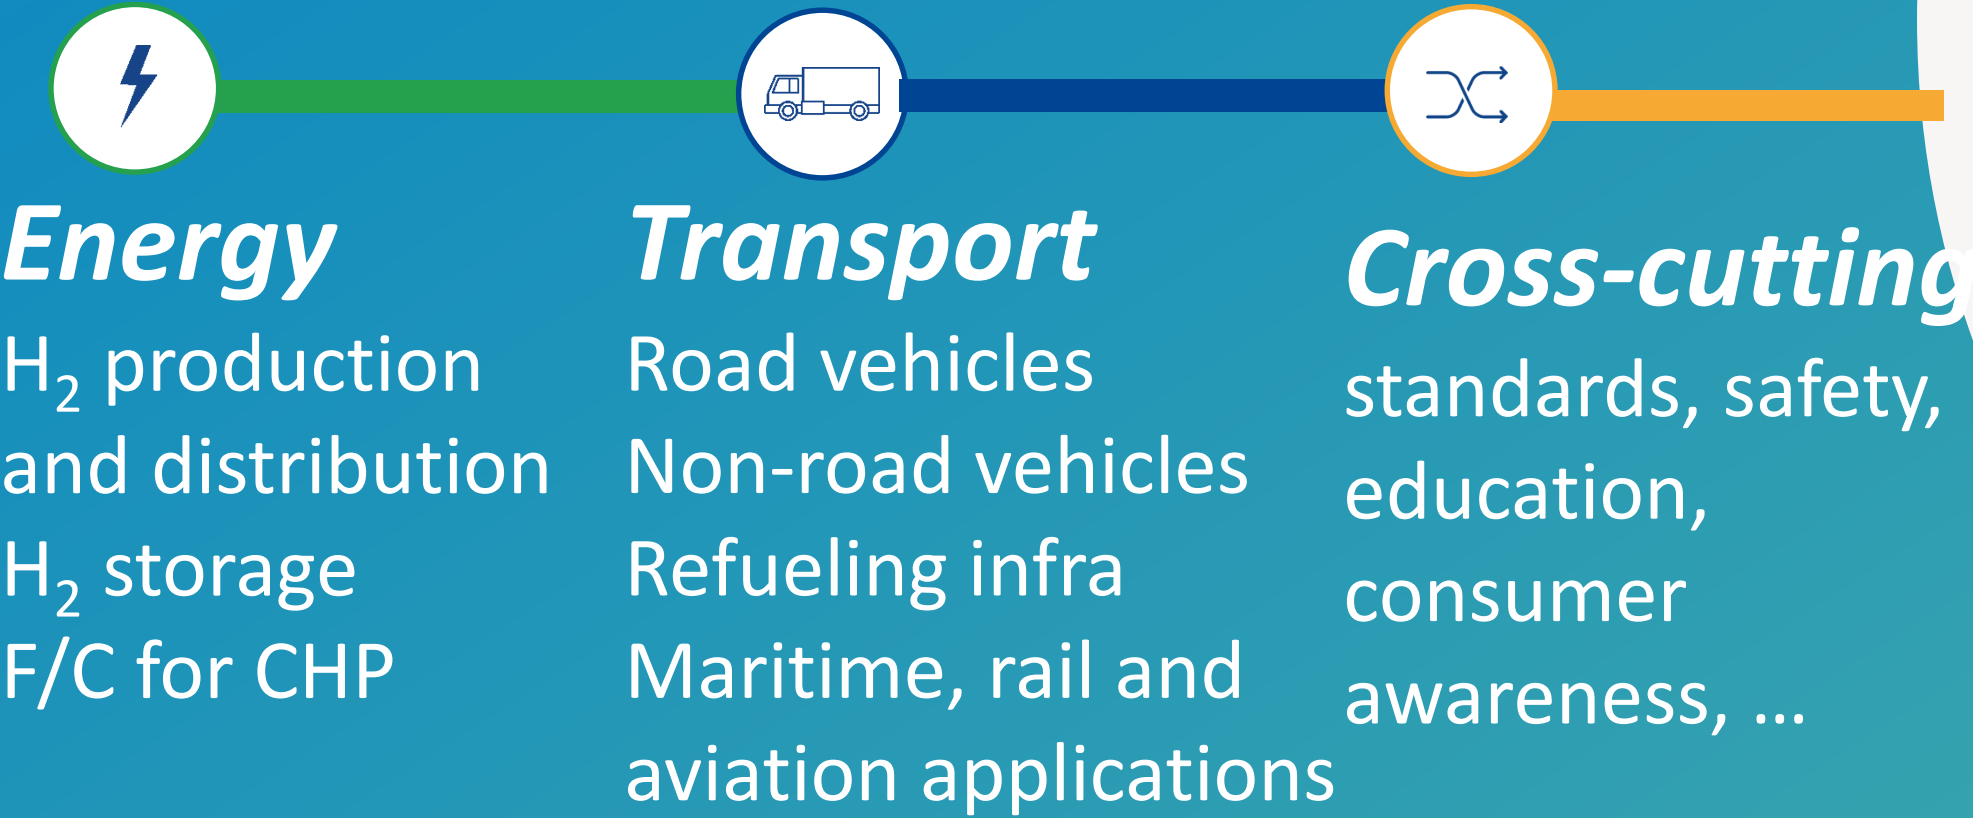 Energy
H₂ production
and distribution
H₂ storage
F/C for CHP
Transport
Road vehicles
Non-road vehicles
Refueling infra
Maritime, rail and
aviation applications
Cross-cutting
standards, safety,
education,
consumer
awareness, ...